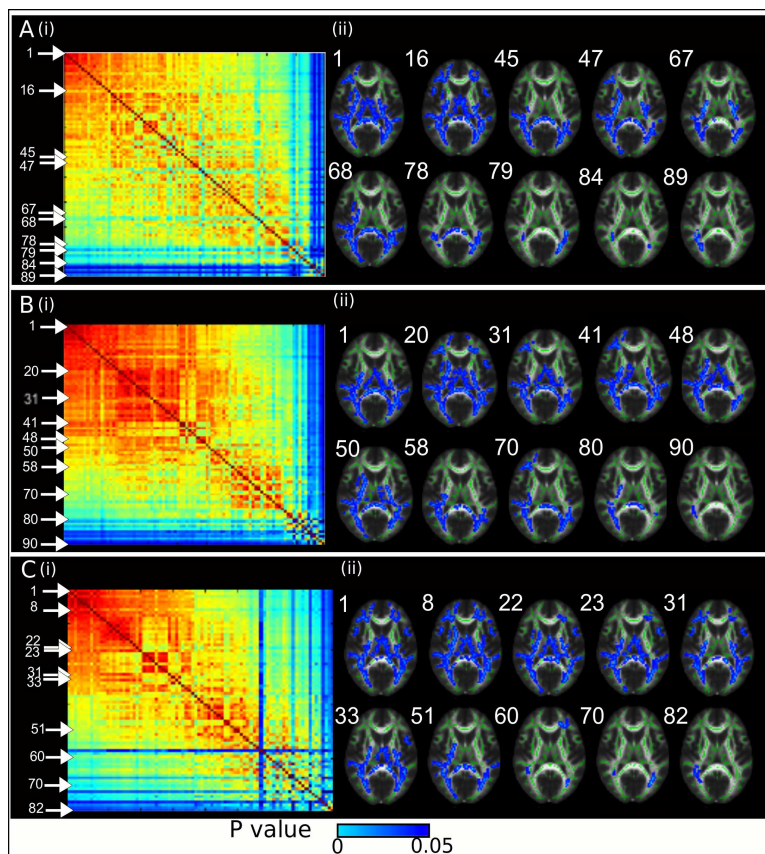 A (i)
1
16
45
47
67
68
78
79
84
89
(ii)
1 16 45 47 67
68 78 79 84 89
B (i)
1
20
31
41
48
50
58
70
80
90
(ii)
1 20 31 41 48
50 58 70 80 90
C (i)
1
8
22
23
31
33
51
60
70
82
(ii)
1 8 22 23 31
33 51 60 70 82
P value
0 0.05